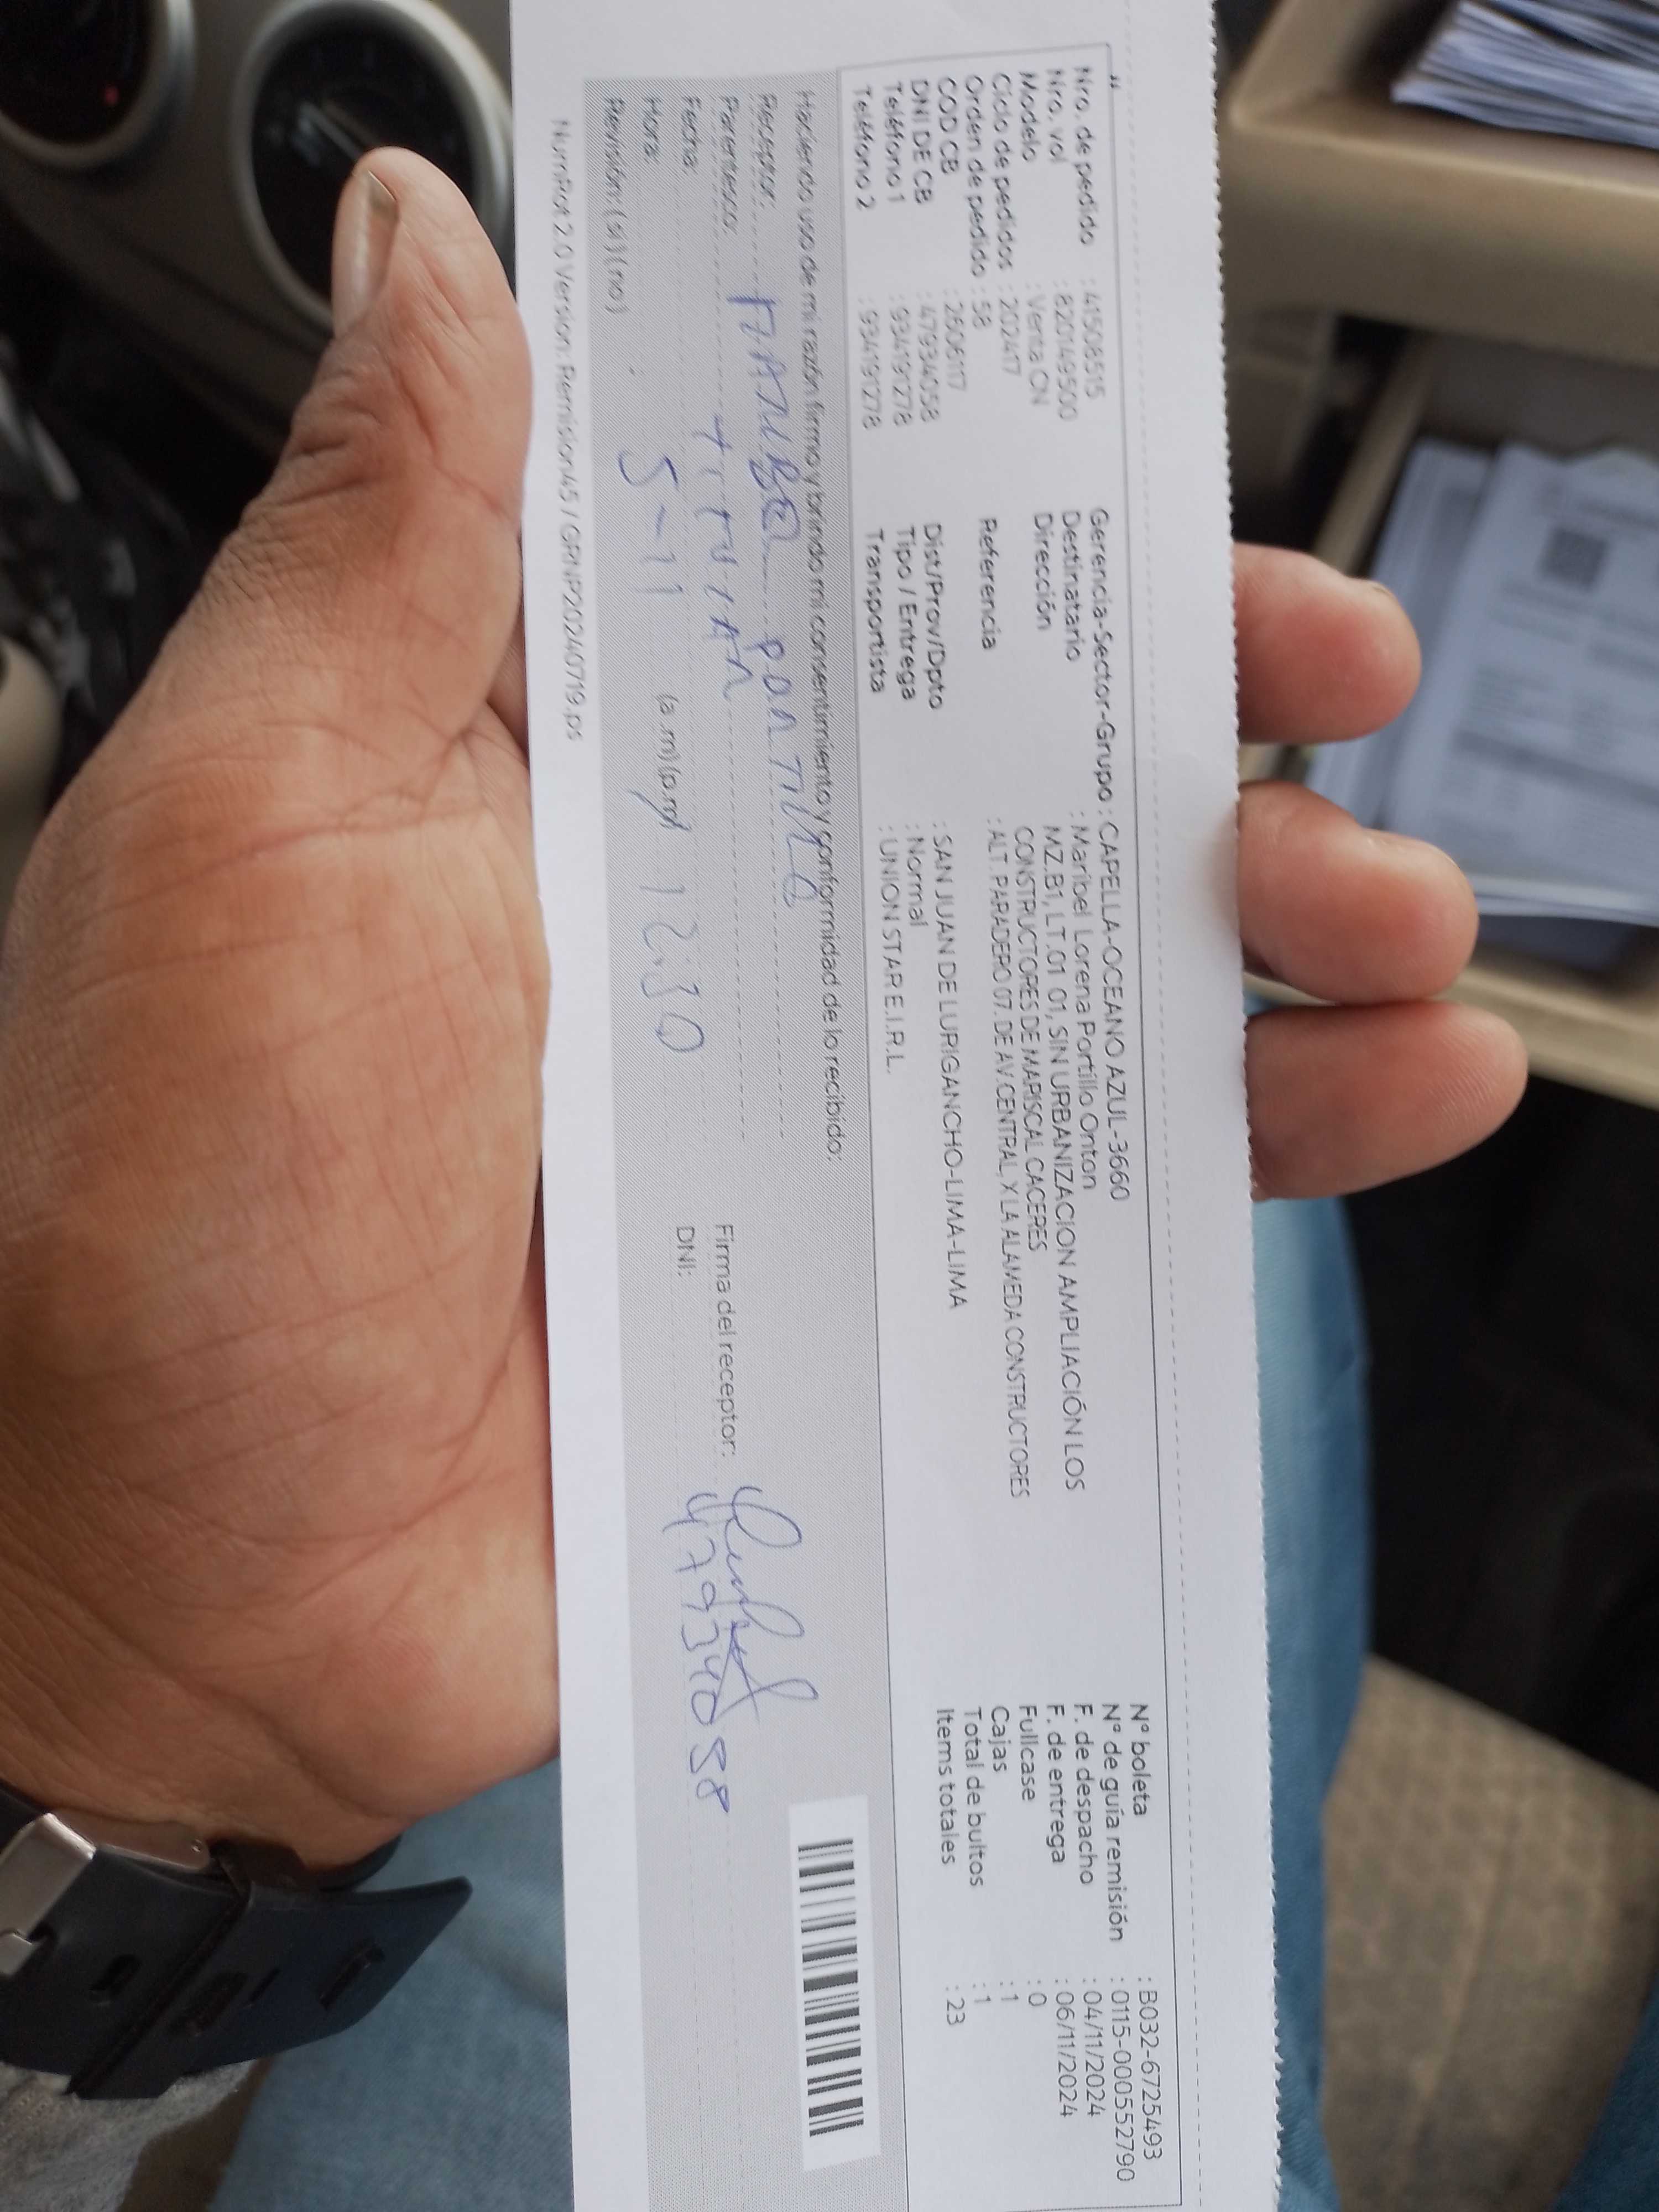 Nro. de pedido : 41508515
Nro. vol : 820149500
Modelo : Venta CN
Ciclo de pedidos : 202417
Orden de pedido : 58
COD CB : 2606117
DNI DE CB : 47934058
Teléfono 1 : 934191278
Teléfono 2 : 934191278
Gerencia-Sector-Grupo : CAPELLA-OCEANO AZUL-3660
Destinatario : Maribel Lorena Portillo Onton
Dirección MZ.B1, LT.01 01, SIN URBANIZACION AMPLIACIÓN LOS
CONSTRUCTORES DE MARISCAL CACERES
Referencia : ALT. PARADERO 07. DE AV.CENTRAL, X LA ALAMEDA CONSTRUCTORES
Dist/Prov/Dpto : SAN JUAN DE LURIGANCHO-LIMA-LIMA
Tipo / Entrega : Normal
Transportista : UNION STAR E.I.R.L.
N° boleta : B032-6725493
N° de guía remisión : 0115-000552790
F. de despacho : 04/11/2024
F. de entrega : 06/11/2024
Fullcase : 0
Cajas : 1
Total de bultos : 1
Items totales : 23
Haciendo uso de mi razón firmo y brindo mi consentimiento y conformidad de lo recibido:
Receptor: MARIBEL PORTILLO
Parentesco: TITULAR
Fecha: 5-11
Hora: : (a.m)(p.m) 12:30
Revisión: (si) (no)
Firma del receptor:
DNI: 47934058
NumRot 2.0 Version: Remision45 / GRNP20240719.ps